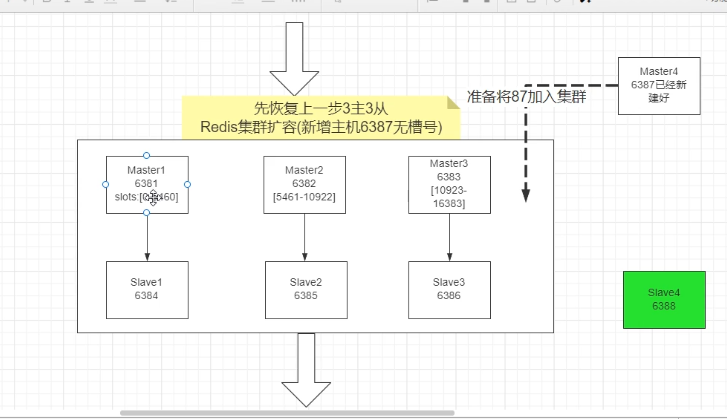 先恢复上一步3主3从
Redis集群扩容(新增主机6387无槽号)
准备将87加入集群
Master4
6387已经新
建好
Master1
6381
Master2
6382
[5461-10922]
Master3
6383
[10923-
16383]
Slave1
6384
Slave2
6385
Slave3
6386
Slave4
6388